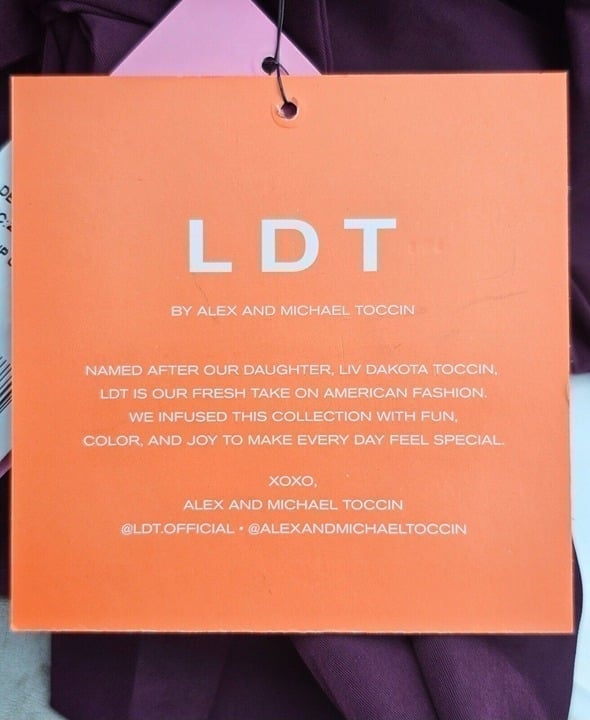 LDT
BY ALEX AND MICHAEL TOCCIN
NAMED AFTER OUR DAUGHTER, LIV DAKOTA TOCCIN,
LDT IS OUR FRESH TAKE ON AMERICAN FASHION.
WE INFUSED THIS COLLECTION WITH FUN,
COLOR, AND JOY TO MAKE EVERY DAY FEEL SPECIAL.
XOXO,
ALEX AND MICHAEL TOCCIN
@LDT.OFFICIAL • @ALEXANDMICHAELTOCCIN